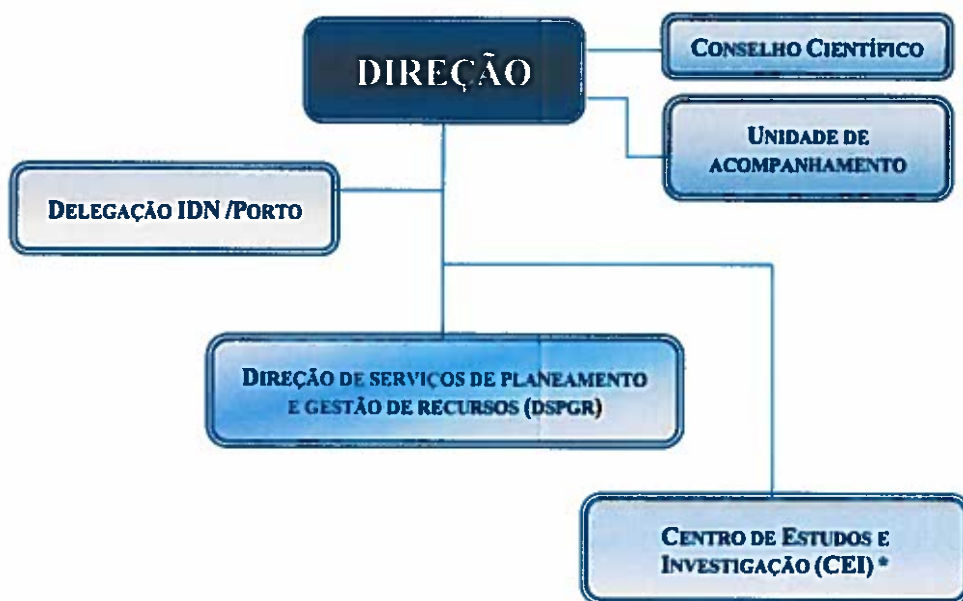 DIREÇÃO
CONSELHO CIENTÍFICO
UNIDADE DE
ACOMPANHAMENTO
DELEGAÇÃO IDN /PORTO
DIREÇÃO DE SERVIÇOS DE PLANEAMENTO
E GESTÃO DE RECURSOS (DSPGR)
CENTRO DE ESTUDOS E
INVESTIGAÇÃO (CEI) *